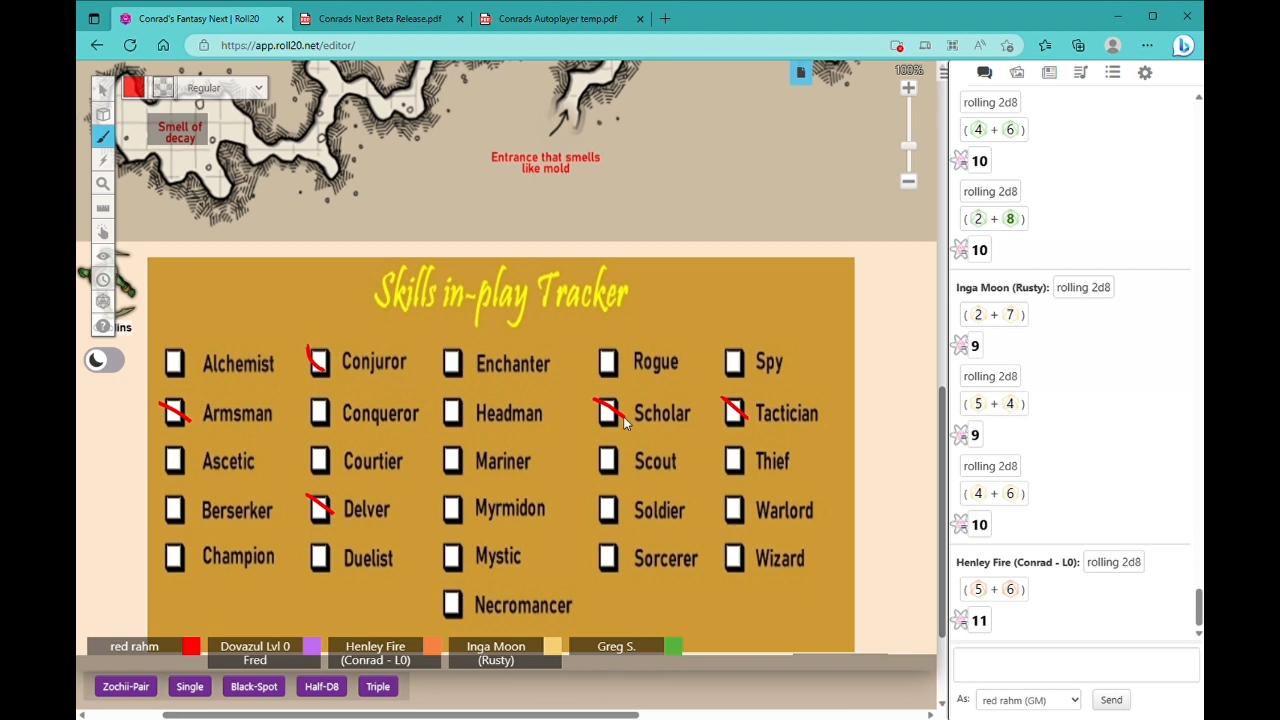 Conrad's Fantasy Next | Roll20
Conrads Next Beta Release.pdf
Conrads Autoplayer temp.pdf
https://app.roll20.net/editor/
Regular
100%
Smell of
decay
Entrance that smells
like mold
Skills in-play Tracker
Alchemist
Conjuror
Enchanter
Rogue
Spy
Armsman
Conqueror
Headman
Scholar
Tactician
Ascetic
Courtier
Mariner
Scout
Thief
Berserker
Delver
Myrmidon
Soldier
Warlord
Champion
Duelist
Mystic
Sorcerer
Wizard
Necromancer
red rahm
Dovazul Lvl 0
Fred
Henley Fire
(Conrad - L0)
Inga Moon
(Rusty)
Greg S.
Zochii-Pair
Single
Black-Spot
Half-D8
Triple
rolling 2d8
(4 + 6)
= 10
rolling 2d8
(2 + 8)
= 10
Inga Moon (Rusty): rolling 2d8
(2 + 7)
= 9
rolling 2d8
(5 + 4)
= 9
rolling 2d8
(4 + 6)
= 10
Henley Fire (Conrad - L0): rolling 2d8
(5 + 6)
= 11
As: red rahm (GM) Send